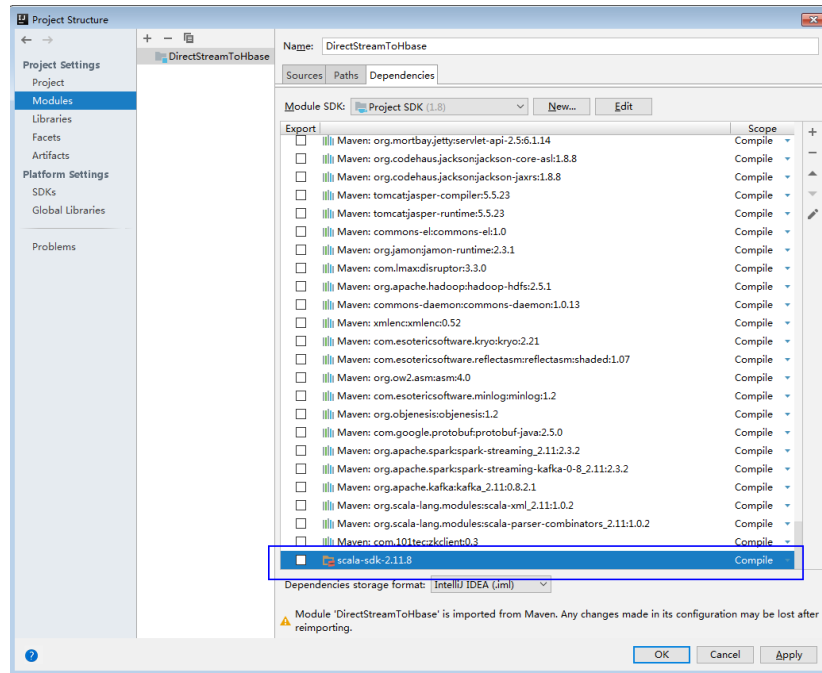 Project Structure
Project Settings
Project
Modules
Libraries
Facets
Artifacts
Platform Settings
SDKs
Global Libraries
Problems
DirectStreamToHbase
Name: DirectStreamToHbase
Sources Paths Dependencies
Module SDK: Project SDK (1.8) New... Edit
Export Scope
Maven: org.mortbay.jetty:servlet-api-2.5:6.1.14 Compile
Maven: org.codehaus.jackson:jackson-core-asl:1.8.8 Compile
Maven: org.codehaus.jackson:jackson-jaxrs:1.8.8 Compile
Maven: tomcat:jasper-compiler:5.5.23 Compile
Maven: tomcat:jasper-runtime:5.5.23 Compile
Maven: commons-el:commons-el:1.0 Compile
Maven: org.jamon:jamon-runtime:2.3.1 Compile
Maven: com.lmax:disruptor:3.3.0 Compile
Maven: org.apache.hadoop:hadoop-hdfs:2.5.1 Compile
Maven: commons-daemon:commons-daemon:1.0.13 Compile
Maven: xmlenc:xmlenc:0.52 Compile
Maven: com.esotericsoftware.kryo:kryo:2.21 Compile
Maven: com.esotericsoftware.reflectasm:reflectasm:shaded:1.07 Compile
Maven: org.ow2.asm:asm:4.0 Compile
Maven: com.esotericsoftware.minlog:minlog:1.2 Compile
Maven: org.objenesis:objenesis:1.2 Compile
Maven: com.google.protobuf:protobuf-java:2.5.0 Compile
Maven: org.apache.spark:spark-streaming_2.11:2.3.2 Compile
Maven: org.apache.spark:spark-streaming-kafka-0-8_2.11:2.3.2 Compile
Maven: org.apache.kafka:kafka_2.11:0.8.2.1 Compile
Maven: org.scala-lang.modules:scala-xml_2.11:1.0.2 Compile
Maven: org.scala-lang.modules:scala-parser-combinators_2.11:1.0.2 Compile
Maven: com.101tec:zkclient:0.3 Compile
scala-sdk-2.11.8 Compile
Dependencies storage format: IntelliJ IDEA (.iml)
Module 'DirectStreamToHbase' is imported from Maven. Any changes made in its configuration may be lost after
reimporting.
OK Cancel Apply